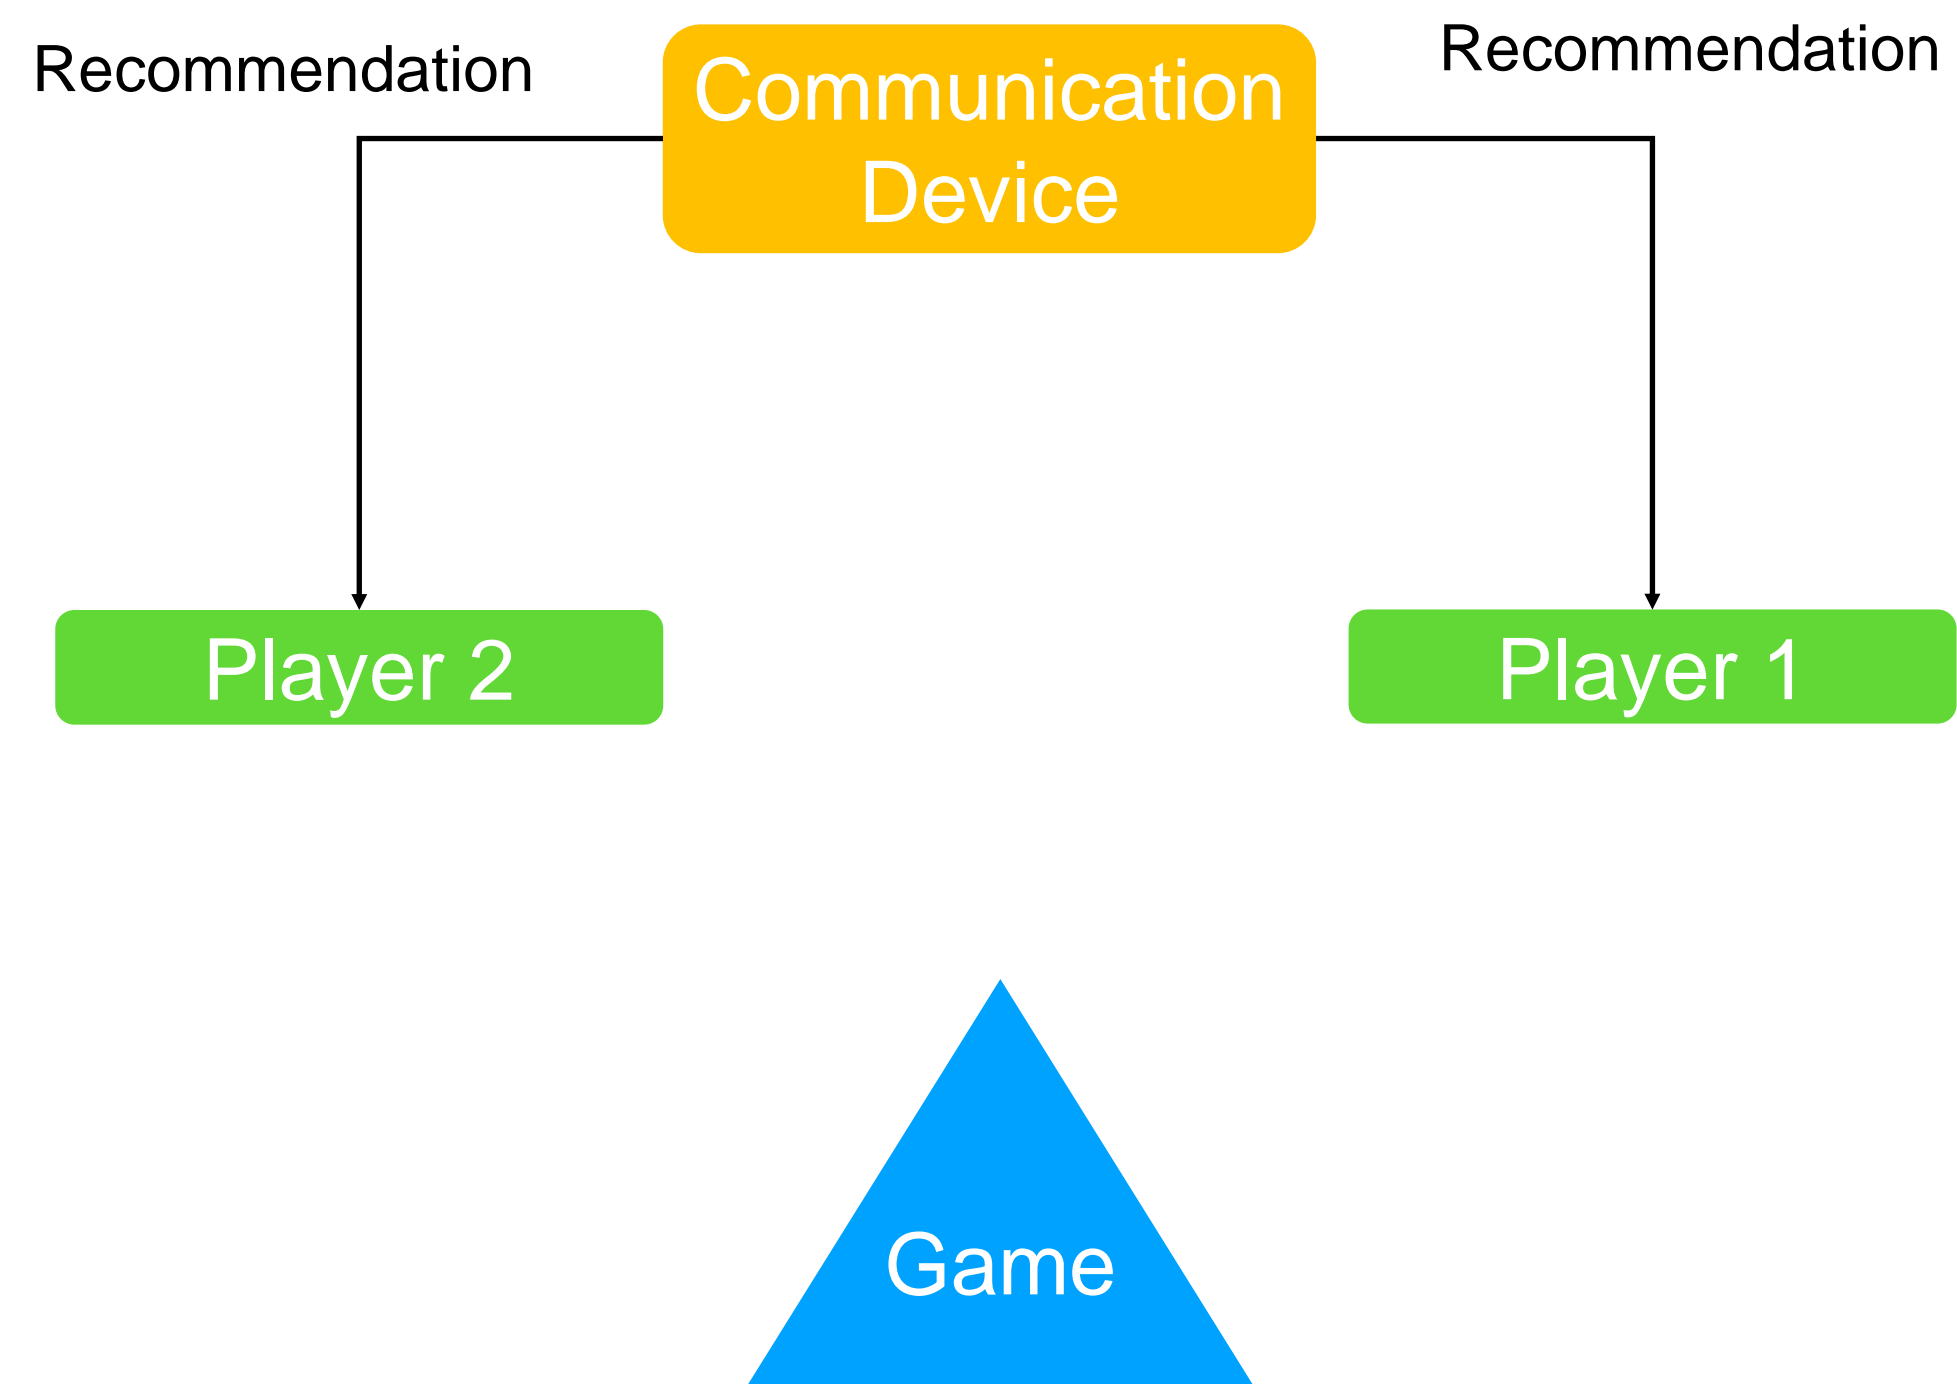 Recommendation
Communication
Device
Recommendation
Player 2
Player 1
Game